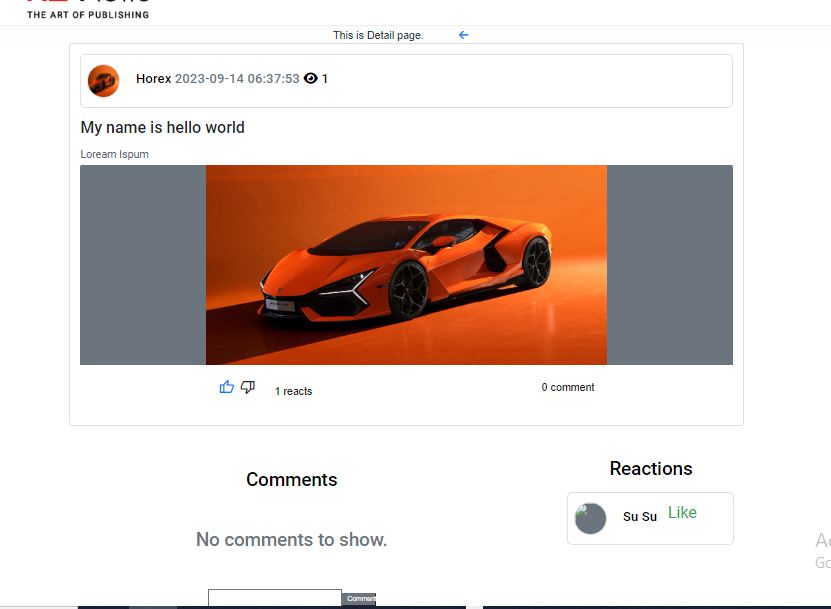 THE ART OF PUBLISHING
This is Detail page.
Horex 2023-09-14 06:37:53 1
My name is hello world
Loream Ispum
1 reacts
0 comment
Comments
Reactions
Su Su Like
No comments to show.
Comment